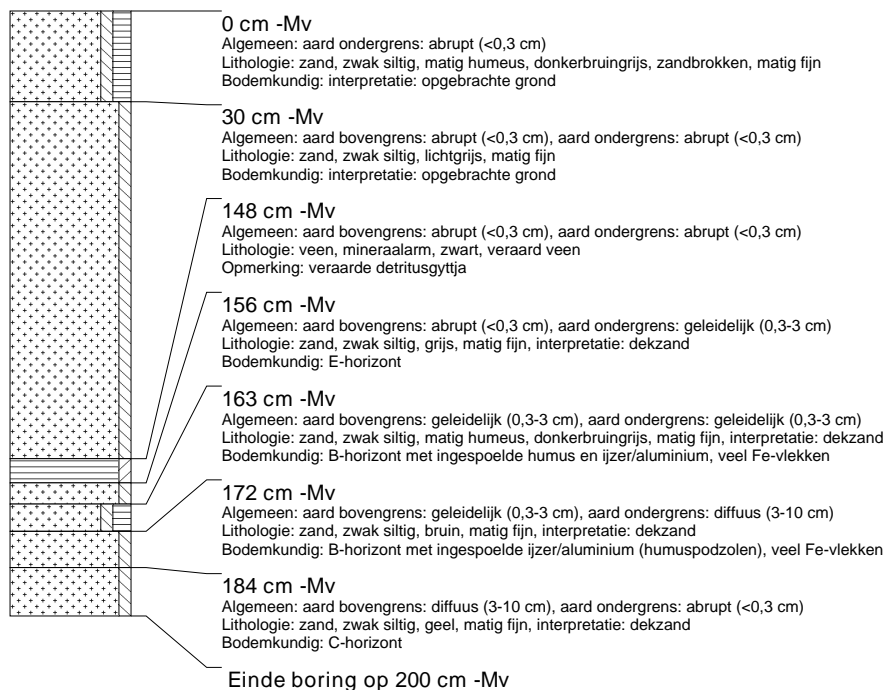 0 cm -Mv
Algemeen: aard ondergrens: abrupt (<0,3 cm)
Lithologie: zand, zwak siltig, matig humeus, donkerbruingrijs, zandbrokken, matig fijn
Bodemkundig: interpretatie: opgebrachte grond
30 cm -Mv
Algemeen: aard bovengrens: abrupt (<0,3 cm), aard ondergrens: abrupt (<0,3 cm)
Lithologie: zand, zwak siltig, lichtgrijs, matig fijn
Bodemkundig: interpretatie: opgebrachte grond
148 cm -Mv
Algemeen: aard bovengrens: abrupt (<0,3 cm), aard ondergrens: abrupt (<0,3 cm)
Lithologie: veen, mineraalarm, zwart, veraard veen
Opmerking: veraarde detritusgyttja
156 cm -Mv
Algemeen: aard bovengrens: abrupt (<0,3 cm), aard ondergrens: geleidelijk (0,3-3 cm)
Lithologie: zand, zwak siltig, grijs, matig fijn, interpretatie: dekzand
Bodemkundig: E-horizont
163 cm -Mv
Algemeen: aard bovengrens: geleidelijk (0,3-3 cm), aard ondergrens: geleidelijk (0,3-3 cm)
Lithologie: zand, zwak siltig, matig humeus, donkerbruingrijs, matig fijn, interpretatie: dekzand
Bodemkundig: B-horizont met ingespoelde humus en ijzer/aluminium, veel Fe-vlekken
172 cm -Mv
Algemeen: aard bovengrens: geleidelijk (0,3-3 cm), aard ondergrens: diffuus (3-10 cm)
Lithologie: zand, zwak siltig, bruin, matig fijn, interpretatie: dekzand
Bodemkundig: B-horizont met ingespoelde ijzer/aluminium (humuspodzolen), veel Fe-vlekken
184 cm -Mv
Algemeen: aard bovengrens: diffuus (3-10 cm), aard ondergrens: abrupt (<0,3 cm)
Lithologie: zand, zwak siltig, geel, matig fijn, interpretatie: dekzand
Bodemkundig: C-horizont
Einde boring op 200 cm -Mv